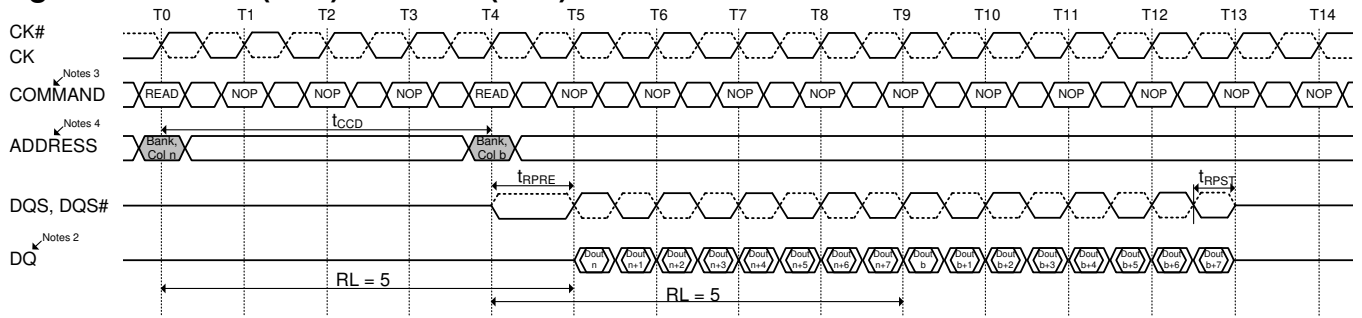 T0 T1 T2 T3 T4 T5 T6 T7 T8 T9 T10 T11 T12 T13 T14
CK#
CK
Notes 3
COMMAND READ NOP NOP NOP READ NOP NOP NOP NOP NOP NOP NOP NOP NOP NOP
Notes 4
tCCD
ADDRESS Bank, Col n Bank, Col b
tRPRE tRPST
DQS, DQS#
Notes 2
DQ Dout n Dout n+1 Dout n+2 Dout n+3 Dout n+4 Dout n+5 Dout n+6 Dout n+7 Dout b Dout b+1 Dout b+2 Dout b+3 Dout b+4 Dout b+5 Dout b+6 Dout b+7
RL = 5 RL = 5